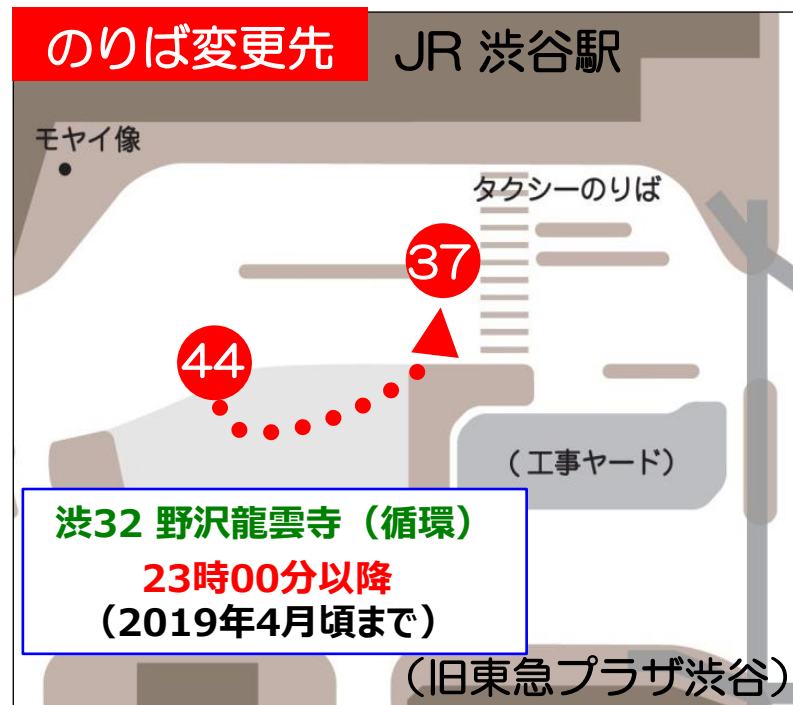 のりば変更先
JR 渋谷駅
モヤイ像
タクシーのりば
37
44
(工事ヤード)
渋32 野沢龍雲寺（循環）
23時00分以降
（2019年4月頃まで）
(旧東急プラザ渋谷)